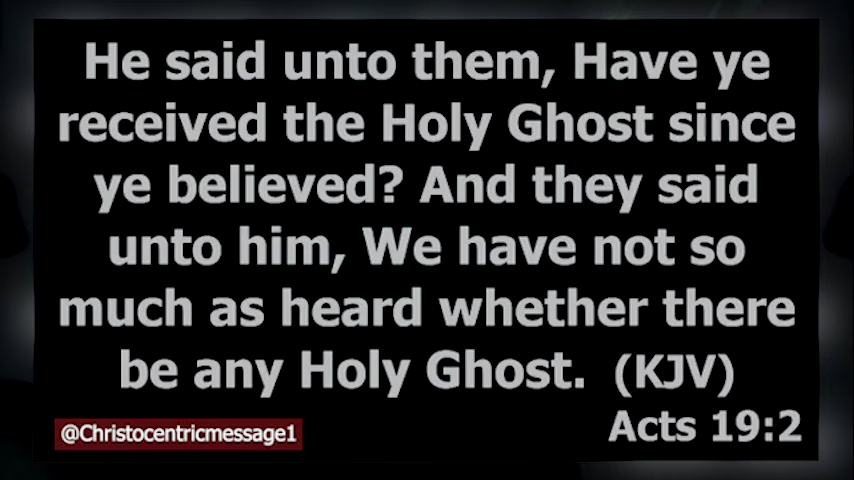 He said unto them, Have ye
received the Holy Ghost since
ye believed? And they said
unto him, We have not so
much as heard whether there
be any Holy Ghost. (KJV)
Acts 19:2
@Christocentricmessage1